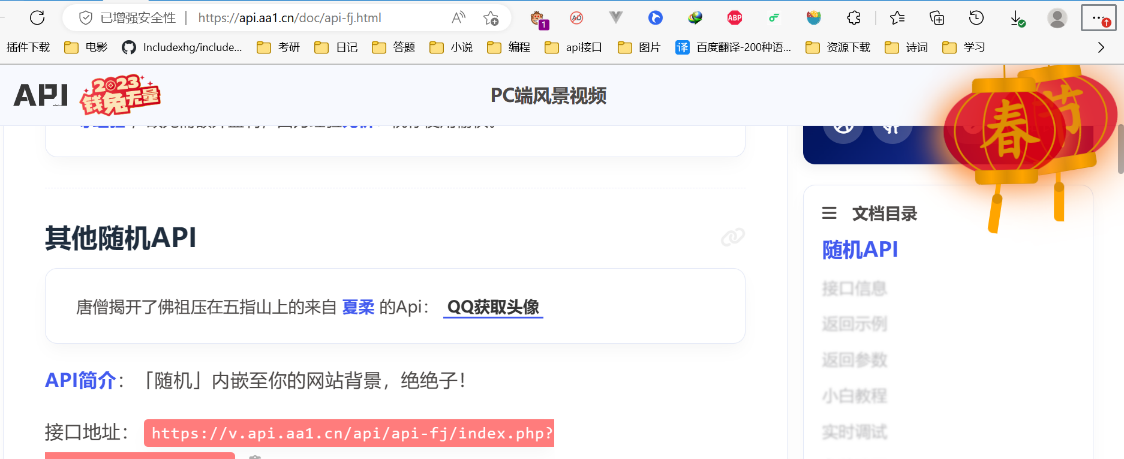 已增强安全性 https://api.aa1.cn/doc/api-fj.html
插件下载 电影 Includexhg/include... 考研 日记 答题 小说 编程 api接口 图片 百度翻译-200种语... 资源下载 诗词 学习
API 2023 钱兔无量 PC端风景视频
春节
其他随机API
唐僧揭开了佛祖压在五指山上的来自 夏柔 的Api： QQ获取头像
API简介：「随机」内嵌至你的网站背景，绝绝子！
接口地址： https://v.api.aa1.cn/api/api-fj/index.php?
文档目录
随机API
接口信息
返回示例
返回参数
小白教程
实时调试